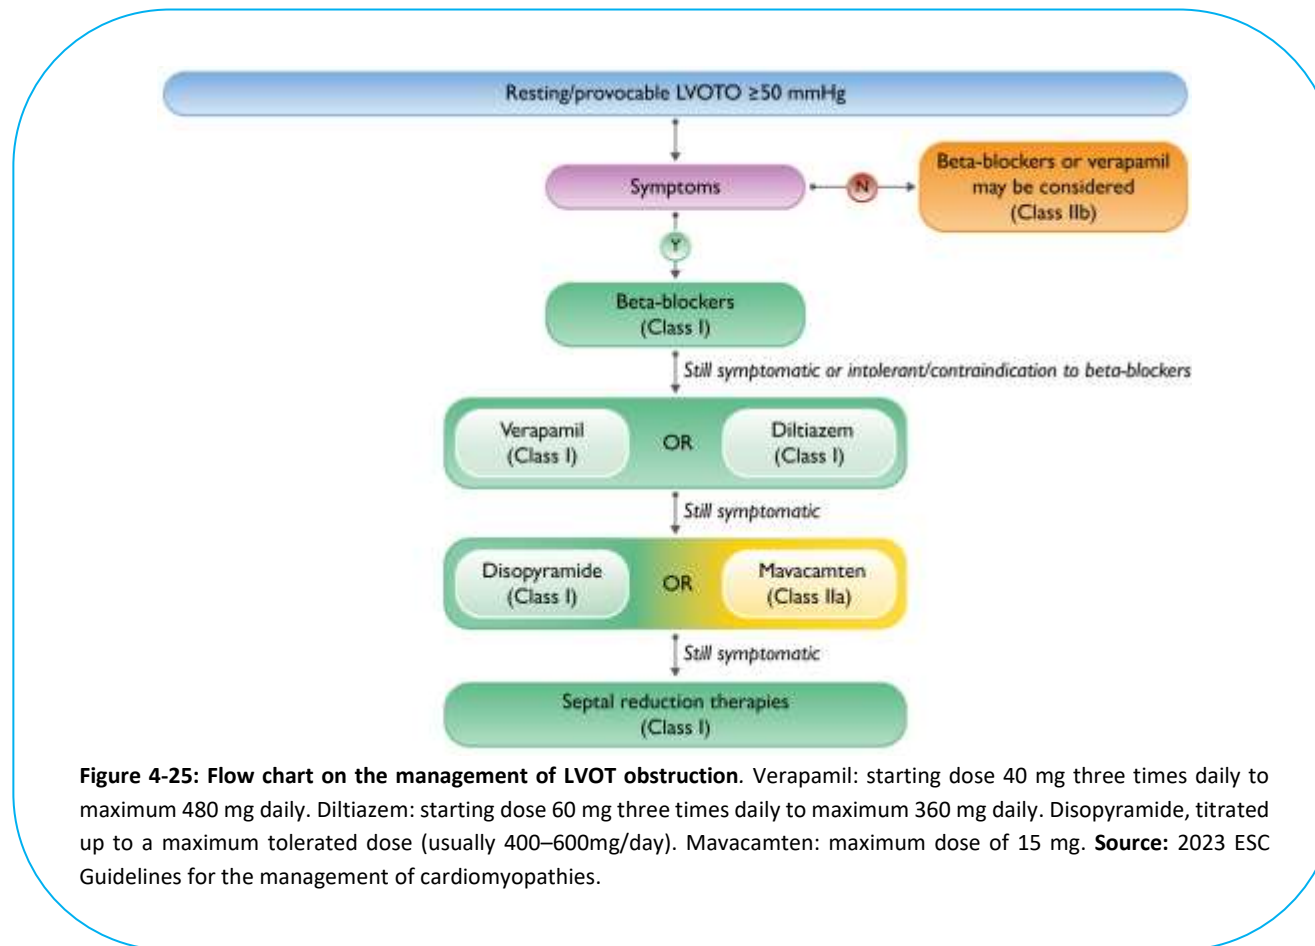 Resting/provocable LVOTO ≥50 mmHg
Symptoms
N
Beta-blockers or verapamil
may be considered
(Class IIb)
Y
Beta-blockers
(Class I)
Still symptomatic or intolerant/contraindication to beta-blockers
Verapamil
(Class I)
OR
Diltiazem
(Class I)
Still symptomatic
Disopyramide
(Class I)
OR
Mavacamten
(Class IIa)
Still symptomatic
Septal reduction therapies
(Class I)
Figure 4-25: Flow chart on the management of LVOT obstruction. Verapamil: starting dose 40 mg three times daily to
maximum 480 mg daily. Diltiazem: starting dose 60 mg three times daily to maximum 360 mg daily. Disopyramide, titrated
up to a maximum tolerated dose (usually 400–600mg/day). Mavacamten: maximum dose of 15 mg. Source: 2023 ESC
Guidelines for the management of cardiomyopathies.